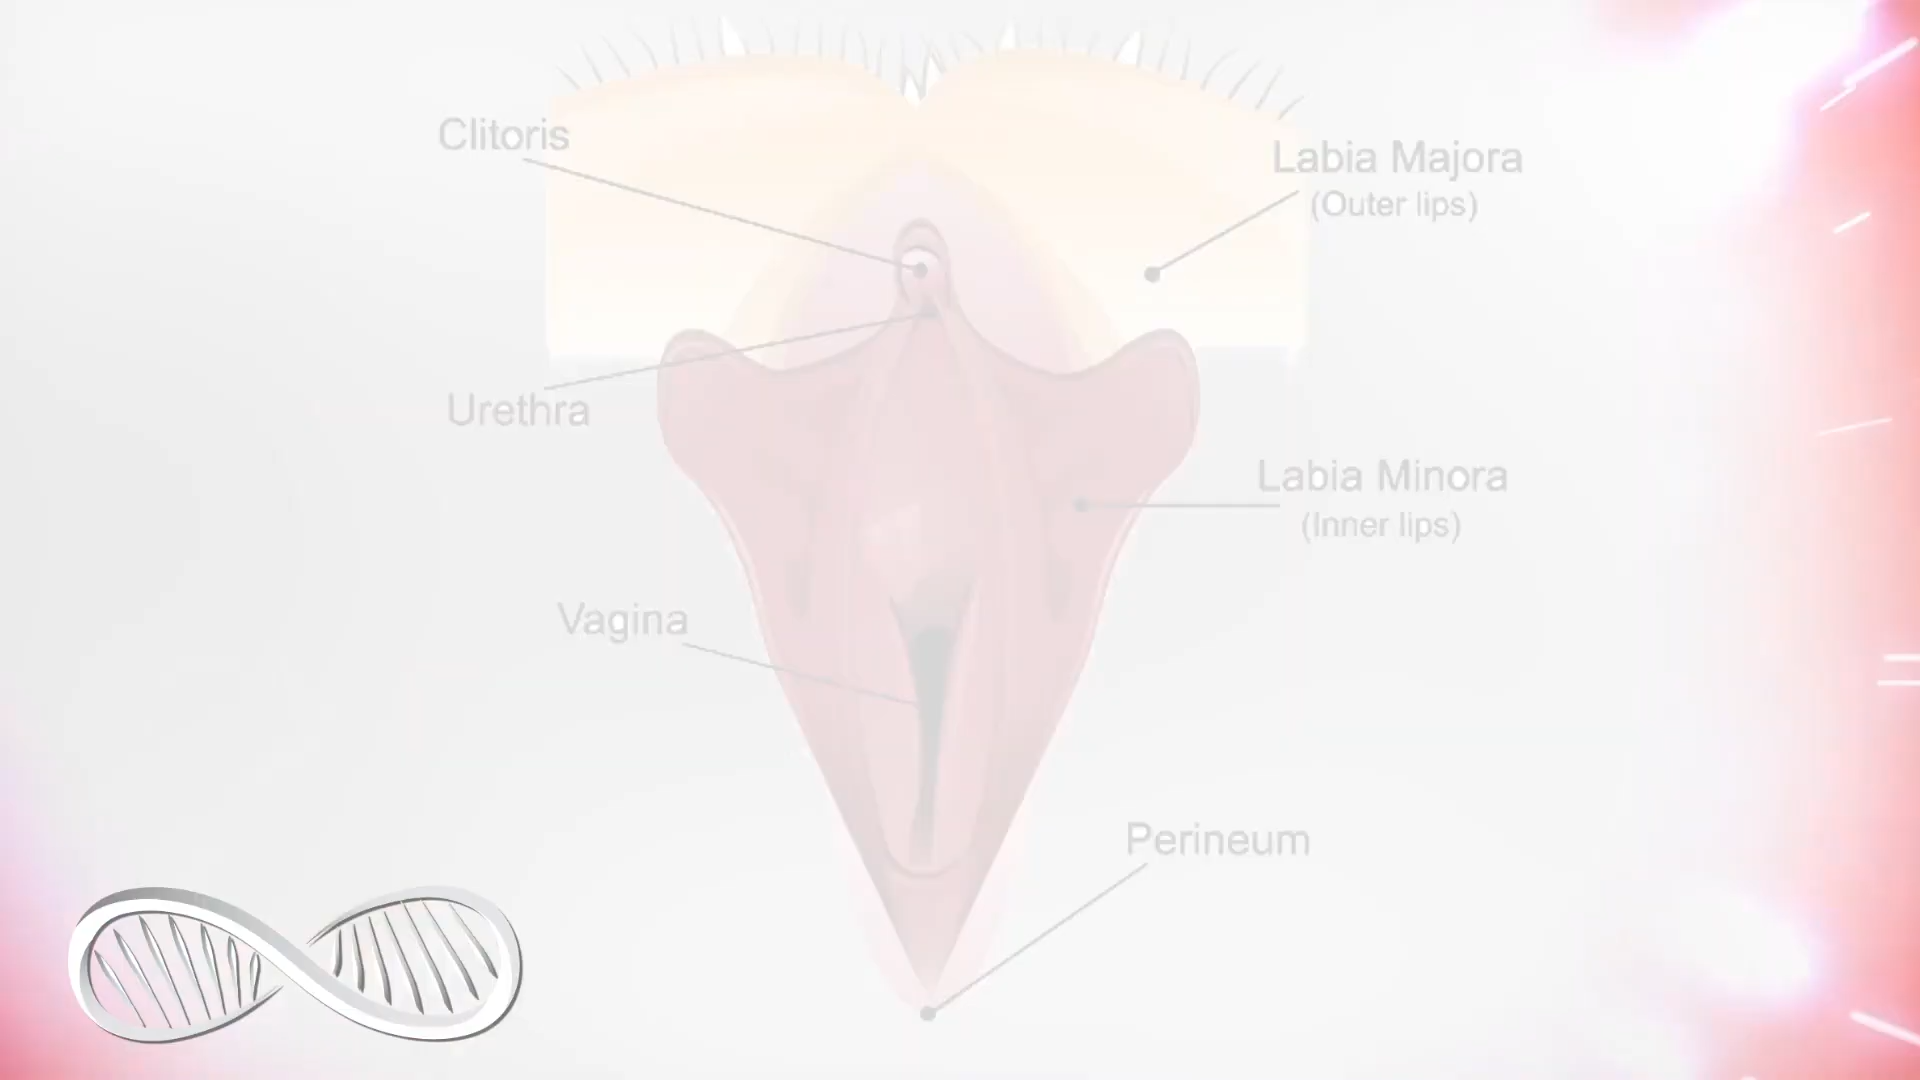 Clitoris
Labia Majora
(Outer lips)
Urethra
Labia Minora
(Inner lips)
Vagina
Perineum